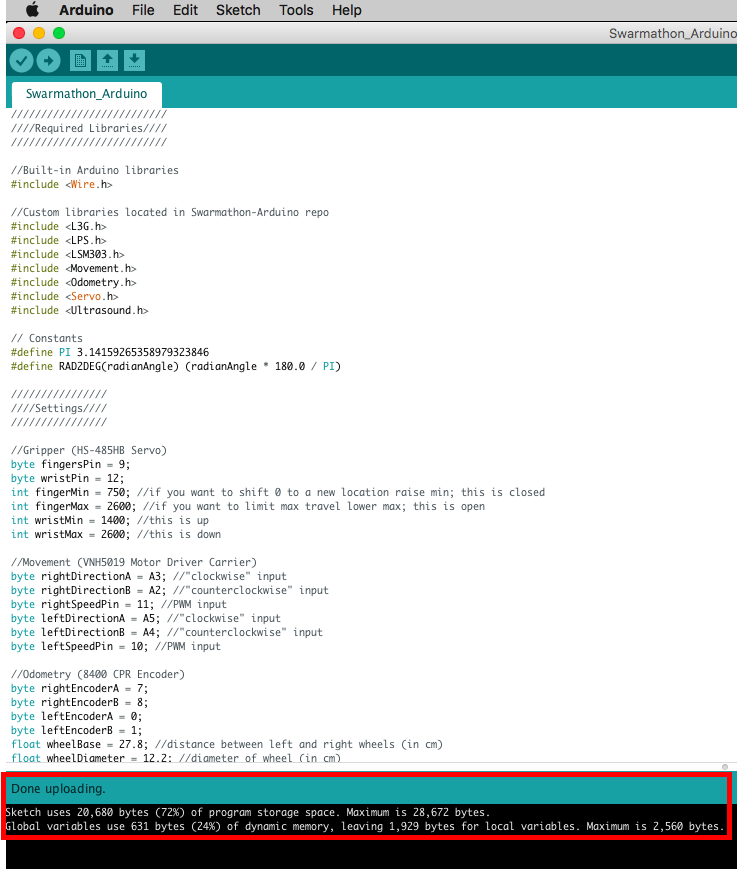 Arduino File Edit Sketch Tools Help
Swarmathon_Arduino
Swarmathon_Arduino
//////////////////////////
////Required Libraries////
//////////////////////////
//Built-in Arduino libraries
#include <Wire.h>
//Custom libraries located in Swarmathon-Arduino repo
#include <L3G.h>
#include <LPS.h>
#include <LSM303.h>
#include <Movement.h>
#include <Odometry.h>
#include <Servo.h>
#include <Ultrasound.h>
// Constants
#define PI 3.14159265358979323846
#define RAD2DEG(radianAngle) (radianAngle * 180.0 / PI)
////////////////
////Settings////
////////////////
//Gripper (HS-485HB Servo)
byte fingersPin = 9;
byte wristPin = 12;
int fingerMin = 750; //if you want to shift 0 to a new location raise min; this is closed
int fingerMax = 2600; //if you want to limit max travel lower max; this is open
int wristMin = 1400; //this is up
int wristMax = 2600; //this is down
//Movement (VNH5019 Motor Driver Carrier)
byte rightDirectionA = A3; //"clockwise" input
byte rightDirectionB = A2; //"counterclockwise" input
byte rightSpeedPin = 11; //PWM input
byte leftDirectionA = A5; //"clockwise" input
byte leftDirectionB = A4; //"counterclockwise" input
byte leftSpeedPin = 10; //PWM input
//Odometry (8400 CPR Encoder)
byte rightEncoderA = 7;
byte rightEncoderB = 8;
byte leftEncoderA = 0;
byte leftEncoderB = 1;
float wheelBase = 27.8; //distance between left and right wheels (in cm)
float wheelDiameter = 12.2; //diameter of wheel (in cm)
Done uploading.
Sketch uses 20,680 bytes (72%) of program storage space. Maximum is 28,672 bytes.
Global variables use 631 bytes (24%) of dynamic memory, leaving 1,929 bytes for local variables. Maximum is 2,560 bytes.